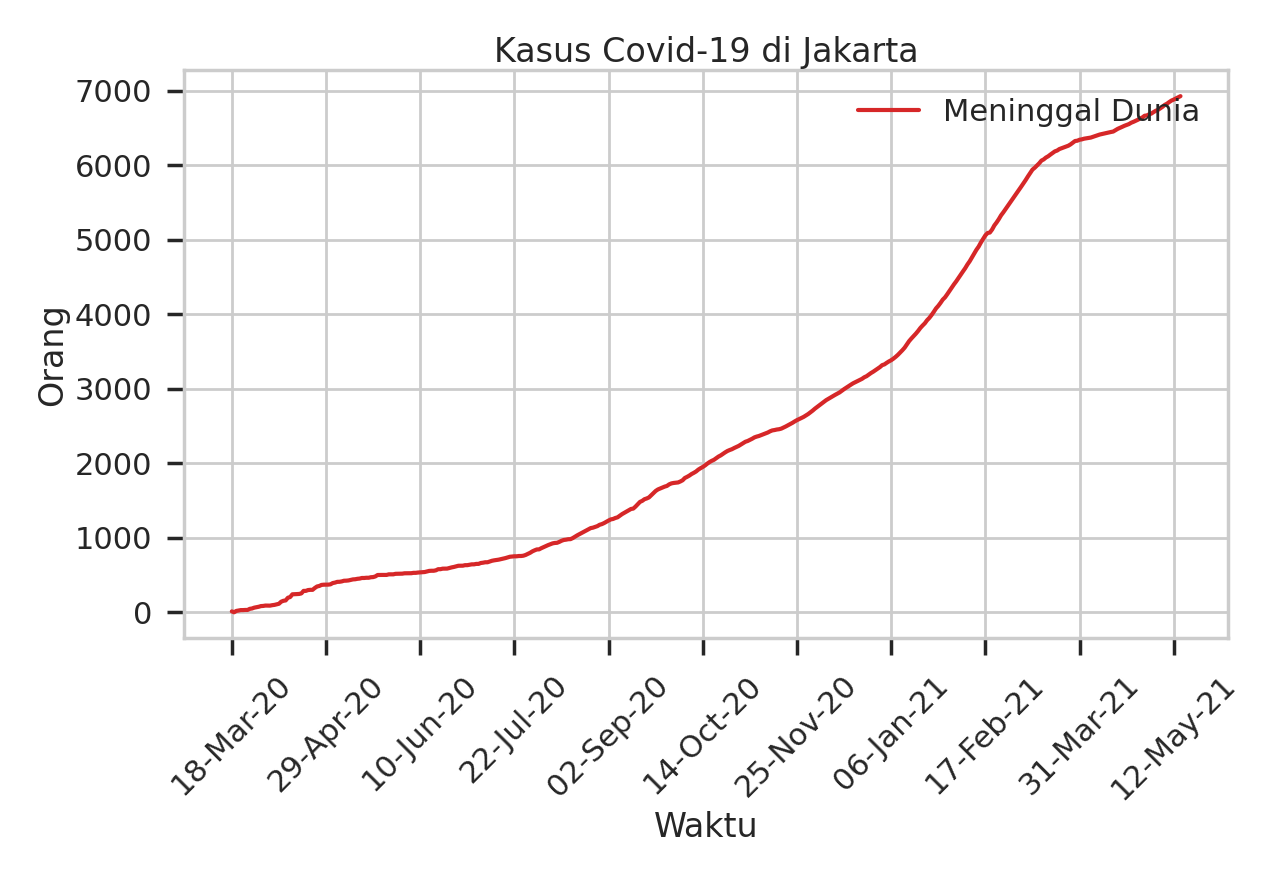 Kasus Covid-19 di Jakarta
Meninggal Dunia
Orang
7000
6000
5000
4000
3000
2000
1000
0
18-Mar-20
29-Apr-20
10-Jun-20
22-Jul-20
02-Sep-20
14-Oct-20
25-Nov-20
06-Jan-21
17-Feb-21
31-Mar-21
12-May-21
Waktu